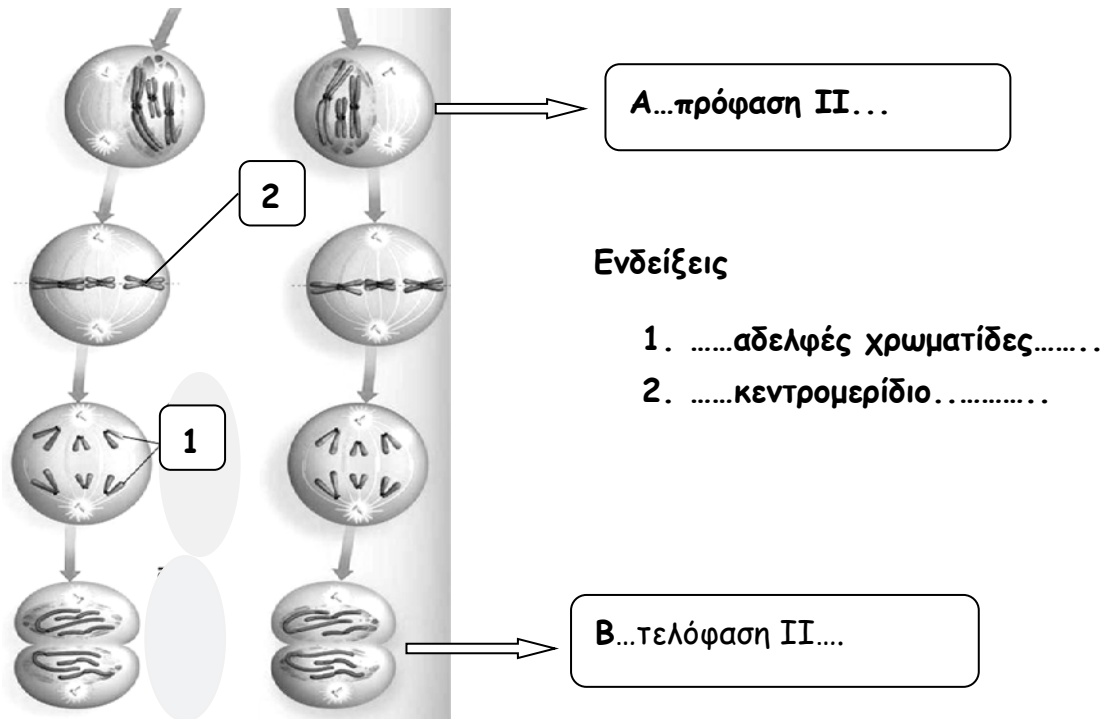 Α...πρόφαση ΙΙ...
2
Ενδείξεις
1. ......αδελφές χρωματίδες........
2. ......κεντρομερίδιο..............
1
Β...τελόφαση ΙΙ....